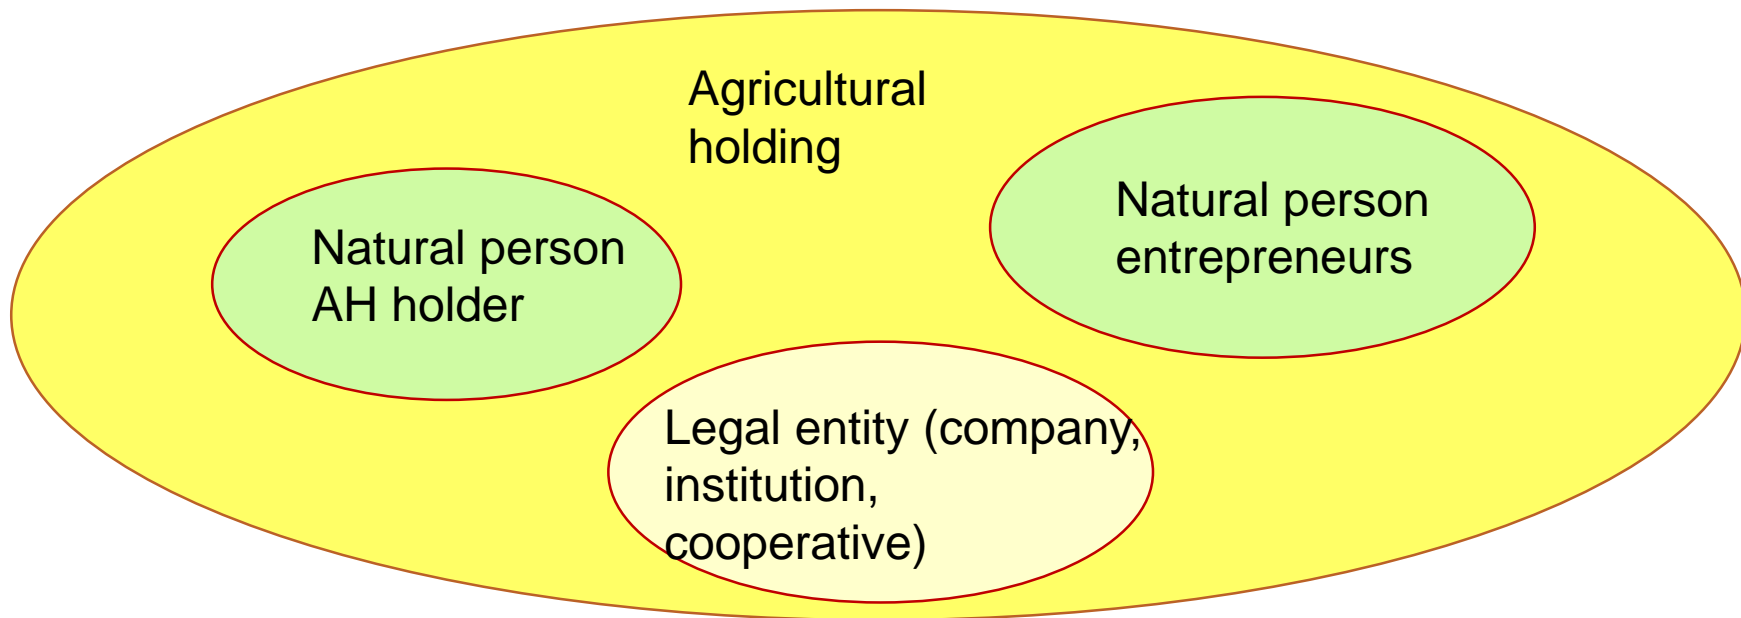 Agricultural
holding
Natural person
AH holder
Natural person
entrepreneurs
Legal entity (company,
institution,
cooperative)